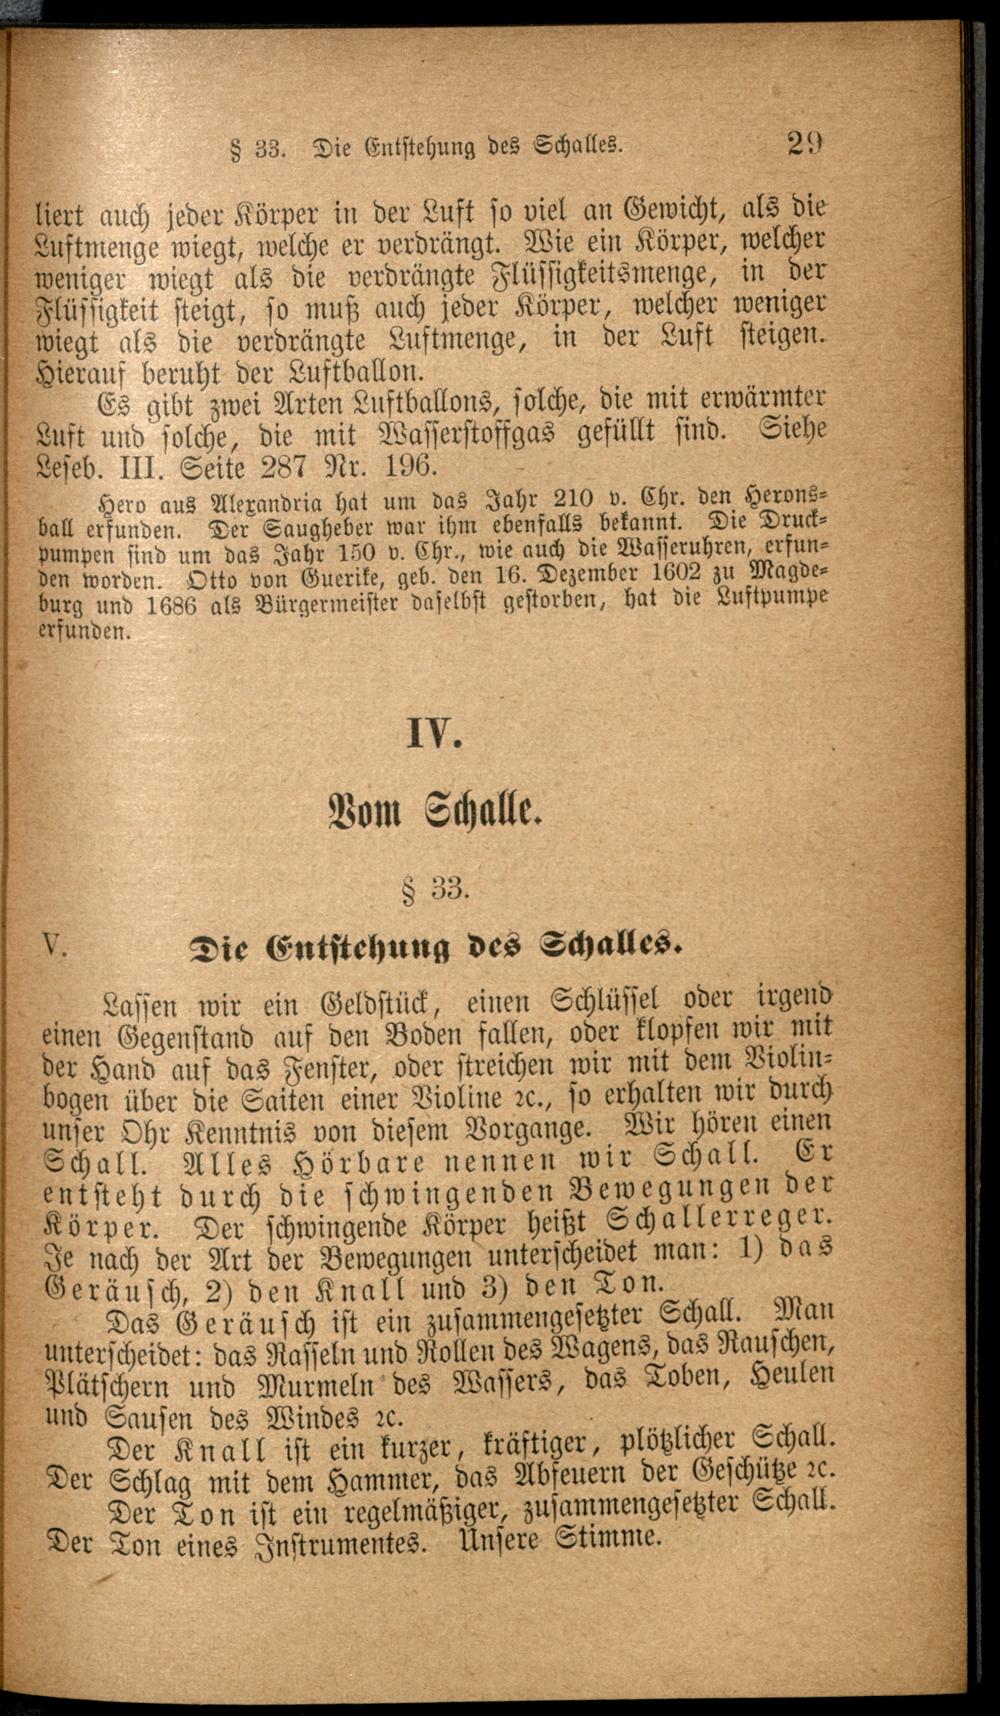 § 33. Die Entstehung des Schalles. 29
liert auch jeder Körper in der Luft so viel an Gewicht, als die
Luftmenge wiegt, welche er verdrängt. Wie ein Körper, welcher
weniger wiegt als die verdrängte Flüssigkeitsmenge, in der
Flüssigkeit steigt, so muß auch jeder Körper, welcher weniger
wiegt als die verdrängte Luftmenge, in der Luft steigen.
Hierauf beruht der Luftballon.
Es gibt zwei Arten Luftballons, solche, die mit erwärmter
Luft und solche, die mit Wasserstoffgas gefüllt sind. Siehe
Leseb. III. Seite 287 Nr. 196.
Hero aus Alexandria hat um das Jahr 210 v. Chr. den Herons-
ball erfunden. Der Saugheber war ihm ebenfalls bekannt. Die Druck-
pumpen sind um das Jahr 150 v. Chr., wie auch die Wasseruhren, erfun-
den worden. Otto von Guerike, geb. den 16. Dezember 1602 zu Magde-
burg und 1686 als Bürgermeister daselbst gestorben, hat die Luftpumpe
erfunden.
IV.
Vom Schalle.
§ 33.
V. Die Entstehung des Schalles.
Lassen wir ein Geldstück, einen Schlüssel oder irgend
einen Gegenstand auf den Boden fallen, oder klopfen wir mit
der Hand auf das Fenster, oder streichen wir mit dem Violin-
bogen über die Saiten einer Violine ꝛc., so erhalten wir durch
unser Ohr Kenntnis von diesem Vorgange. Wir hören einen
Schall. Alles Hörbare nennen wir Schall. Er
entsteht durch die schwingenden Bewegungen der
Körper. Der schwingende Körper heißt Schallerreger.
Je nach der Art der Bewegungen unterscheidet man: 1) das
Geräusch, 2) den Knall und 3) den Ton.
Das Geräusch ist ein zusammengesetzter Schall. Man
unterscheidet: das Rasseln und Rollen des Wagens, das Rauschen,
Plätschern und Murmeln des Wassers, das Toben, Heulen
und Sausen des Windes ꝛc.
Der Knall ist ein kurzer, kräftiger, plötzlicher Schall.
Der Schlag mit dem Hammer, das Abfeuern der Geschütze ꝛc.
Der Ton ist ein regelmäßiger, zusammengesetzter Schall.
Der Ton eines Instrumentes. Unsere Stimme.